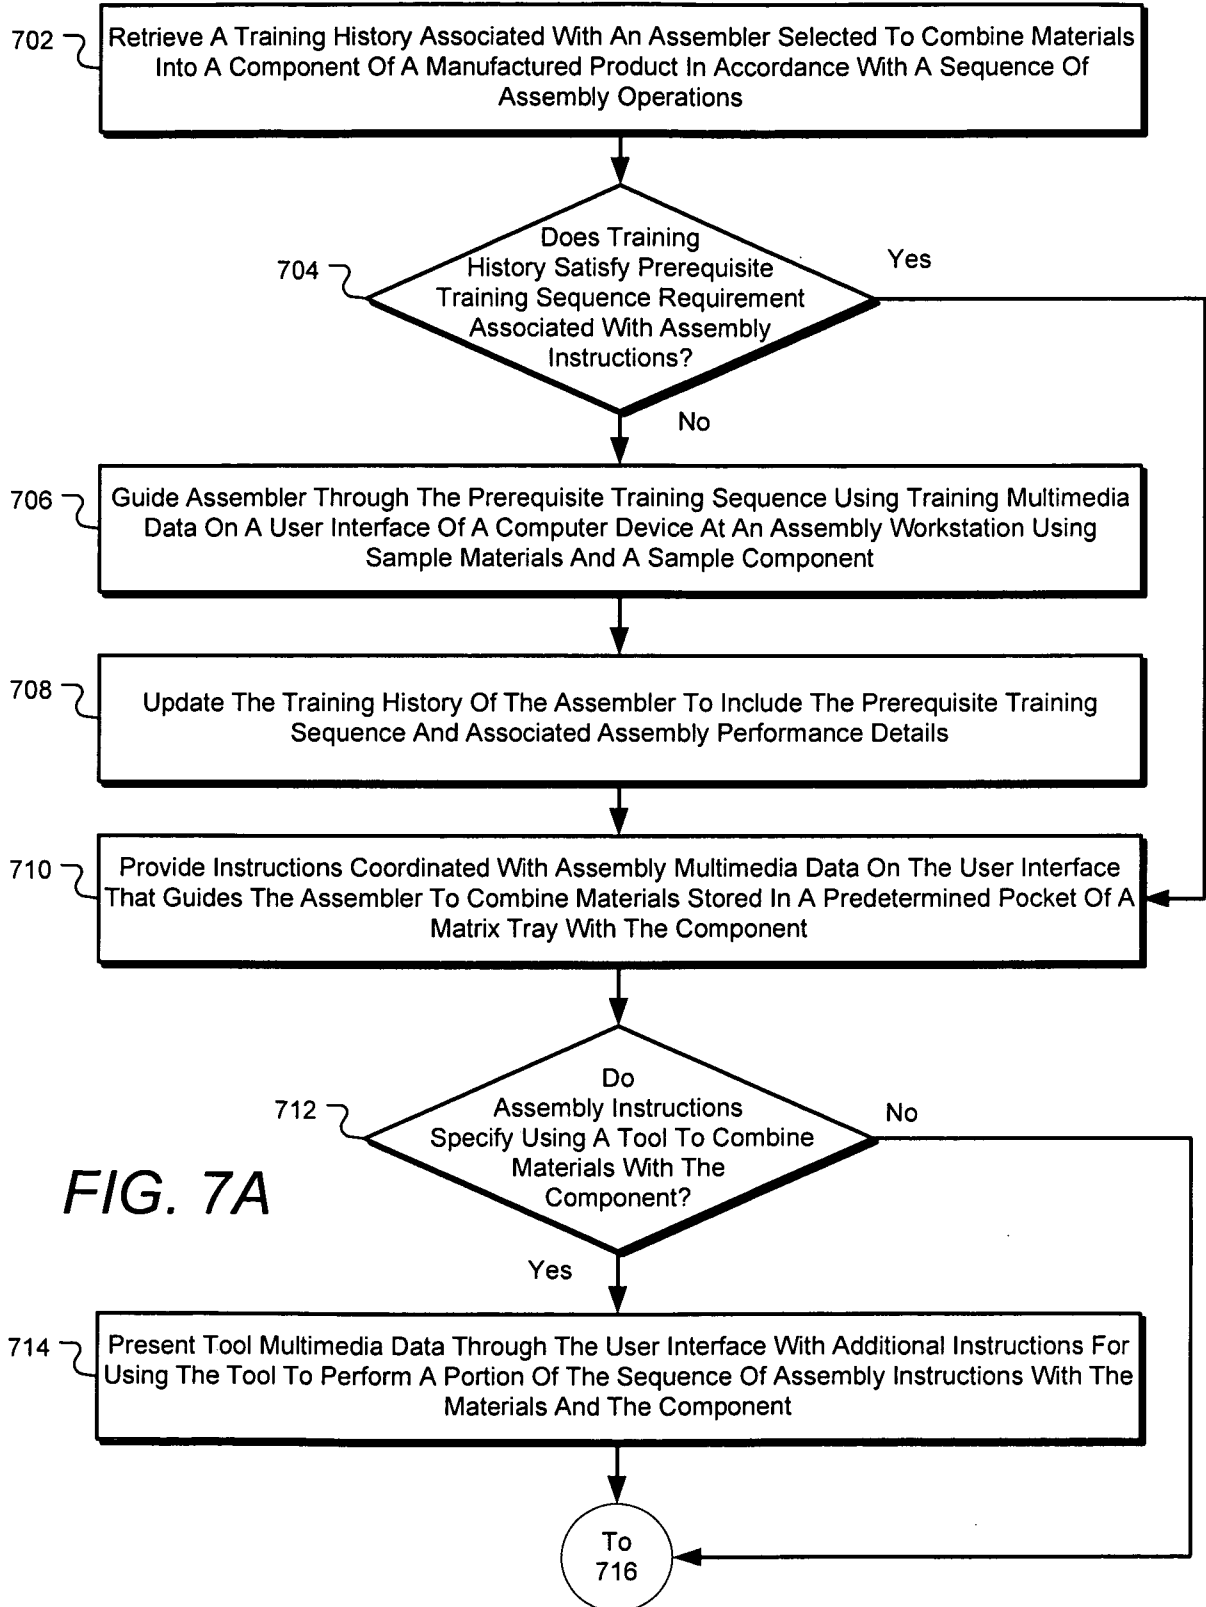 702
Retrieve A Training History Associated With An Assembler Selected To Combine Materials
Into A Component Of A Manufactured Product In Accordance With A Sequence Of
Assembly Operations
704
Does Training
History Satisfy Prerequisite
Training Sequence Requirement
Associated With Assembly
Instructions?
Yes
No
706
Guide Assembler Through The Prerequisite Training Sequence Using Training Multimedia
Data On A User Interface Of A Computer Device At An Assembly Workstation Using
Sample Materials And A Sample Component
708
Update The Training History Of The Assembler To Include The Prerequisite Training
Sequence And Associated Assembly Performance Details
710
Provide Instructions Coordinated With Assembly Multimedia Data On The User Interface
That Guides The Assembler To Combine Materials Stored In A Predetermined Pocket Of A
Matrix Tray With The Component
712
Do
Assembly Instructions
Specify Using A Tool To Combine
Materials With The
Component?
No
FIG. 7A
Yes
714
Present Tool Multimedia Data Through The User Interface With Additional Instructions For
Using The Tool To Perform A Portion Of The Sequence Of Assembly Instructions With The
Materials And The Component
To
716